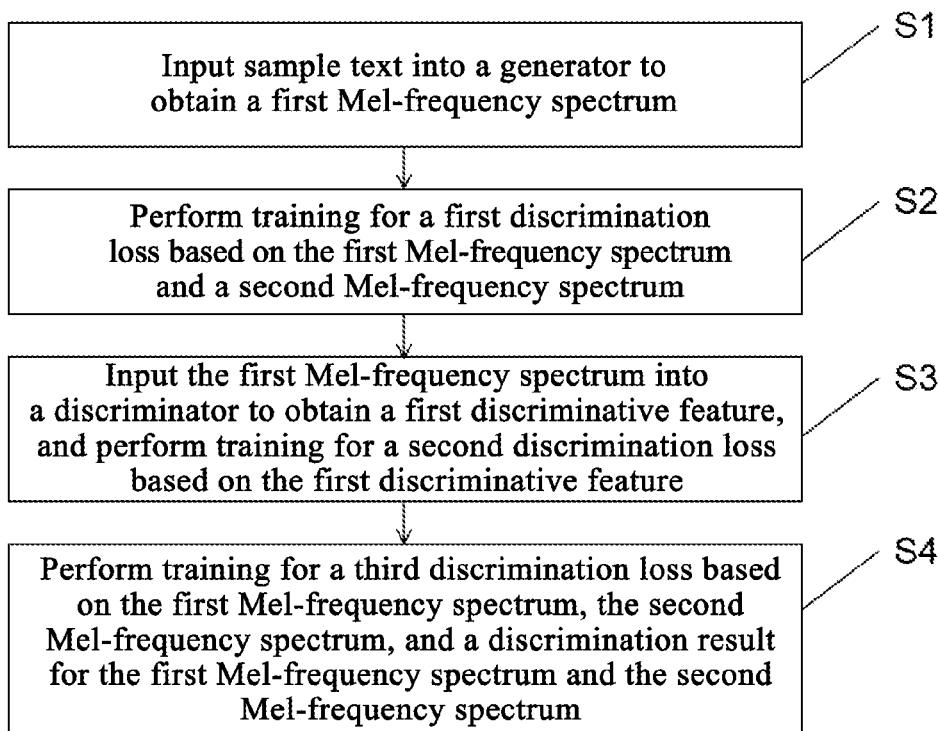 S1
Input sample text into a generator to
obtain a first Mel-frequency spectrum
S2
Perform training for a first discrimination
loss based on the first Mel-frequency spectrum
and a second Mel-frequency spectrum
S3
Input the first Mel-frequency spectrum into
a discriminator to obtain a first discriminative feature,
and perform training for a second discrimination loss
based on the first discriminative feature
S4
Perform training for a third discrimination loss based
on the first Mel-frequency spectrum, the second
Mel-frequency spectrum, and a discrimination result
for the first Mel-frequency spectrum and the second
Mel-frequency spectrum